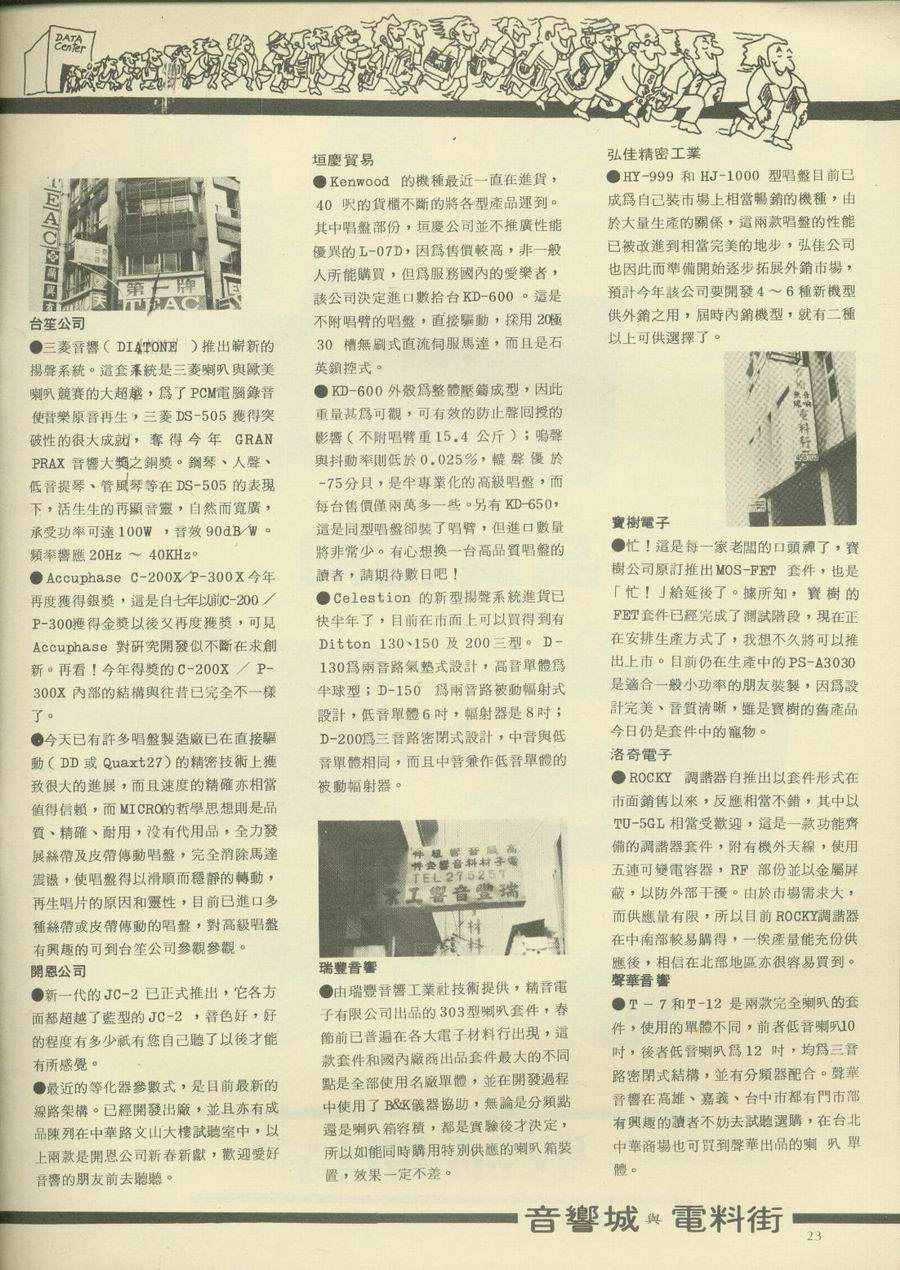 DATA
Center
TEAC
第一牌
TEAC
台笙公司
●三菱音響( DIATONE )推出嶄新的
揚聲系統。這套系統是三菱喇叭與歐美
喇叭競賽的大超越,爲了PCM電腦錄音
使音樂原音再生,三菱DS-505 獲得突
破性的很大成就,奪得今年 GRAN
PRAX 音響大獎之銅獎。鋼琴、人聲、
低音提琴、管風琴等在DS-505 的表現
下,活生生的再顯音靈,自然而寬廣,
承受功率可達100W ,音效90dB/W。
頻率響應20Hz ~ 40KHz。
●Accuphase C-200X/P-300X今年
再度獲得銀獎,這是自七年以前C-200 /
P-300獲得金獎以後又再度獲獎,可見
Accuphase 對研究開發似不斷在求創
新。再看!今年得獎的C-200X / P-
300X 內部的結構與往昔已完全不一樣
了。
●今天已有許多唱盤製造廠已在直接驅
動( DD 或 Quaxt27)的精密技術上獲
致很大的進展,而且速度的精確亦相當
值得信賴,而MICRO的哲學思想則是品
質、精確、耐用,沒有代用品,全力發
展絲帶及皮帶傳動唱盤,完全消除馬達
震盪,使唱盤得以滑順而穩靜的轉動,
再生唱片的原因和靈性,目前已進口多
種絲帶或皮帶傳動的唱盤,對高級唱盤
有興趣的可到台笙公司參觀參觀。
開恩公司
●新一代的JC-2 已正式推出,它各方
面都超越了藍型的JC-2 ,音色好,好
的程度有多少祇有您自己聽了以後才能
有所感覺。
●最近的等化器參數式,是目前最新的
線路架構。已經開發出廠,並且亦有成
品陳列在中華路文山大樓試聽室中,以
上兩款是開恩公司新春新獻,歡迎愛好
音響的朋友前去聽聽。
垣慶貿易
●Kenwood 的機種最近一直在進貨,
40 呎的貨櫃不斷的將各型產品運到。
其中唱盤部份,垣慶公司並不推廣性能
優異的L-07D,因爲售價較高,非一般
人所能購買,但爲服務國內的愛樂者,
該公司決定進口數拾台KD-600 。這是
不附唱臂的唱盤,直接驅動,採用20極
30 槽無刷式直流伺服馬達,而且是石
英鎖控式。
●KD-600 外殼爲整體壓鑄成型,因此
重量甚爲可觀,可有效的防止聲囘授的
影響(不附唱臂重15.4 公斤);鳴聲
與抖動率則低於0.025%,轆聲優於
-75分貝,是半專業化的高級唱盤,而
每台售價僅兩萬多一些。另有KD-650,
這是同型唱盤卻裝了唱臂,但進口數量
將非常少。有心想換一台高品質唱盤的
讀者,請期待數日吧!
●Celestion 的新型揚聲系統進貨已
快半年了,目前在市面上可以買得到有
Ditton 130、150 及 200三型。 D-
130爲兩音路氣墊式設計,高音單體爲
半球型;D-150 爲兩音路被動幅射式
設計,低音單體6吋,幅射器是8吋;
D-200爲三音路密閉式設計,中音與低
音單體相同,而且中音兼作低音單體的
被動幅射器。
高級音響組件
電子材料音響套件
TEL275257
瑞豐音響工業
材料
瑞豐音響
●由瑞豐音響工業社技術提供,精音電
子有限公司出品的303型喇叭套件,春
節前已普遍在各大電子材料行出現,這
款套件和國內廠商出品套件最大的不同
點是全部使用名廠單體,並在開發過程
中使用了B&K儀器協助,無論是分頻點
還是喇叭箱容積,都是實驗後才決定,
所以如能同時購用特別供應的喇叭箱裝
置,效果一定不差。
弘佳精密工業
●HY-999 和 HJ-1000 型唱盤目前已
成爲自己裝市場上相當暢銷的機種,由
於大量生產的關係,這兩款唱盤的性能
已被改進到相當完美的地步,弘佳公司
也因此而準備開始逐步拓展外銷市場,
預計今年該公司要開發4~6種新機型
供外銷之用,屆時內銷機型,就有二種
以上可供選擇了。
電料行
寶樹電子
●忙!這是每一家老闆的口頭禪了,寶
樹公司原訂推出MOS-FET 套件,也是
「忙!」給延後了。據所知,寶樹的
FET套件已經完成了測試階段,現在正
在安排生產方式了,我想不久將可以推
出上市。目前仍在生產中的PS-A3030
是適合一般小功率的朋友裝製,因爲設
計完美、音質淸晰,雖是寶樹的舊產品
今日仍是套件中的寵物。
洛奇電子
●ROCKY 調諧器自推出以套件形式在
市面銷售以來,反應相當不錯,其中以
TU-5GL 相當受歡迎,這是一款功能齊
備的調諧器套件,附有機外天線,使用
五連可變電容器,RF 部份並以金屬屏
蔽,以防外部干擾。由於市場需求大,
而供應量有限,所以目前ROCKY調諧器
在中南部較易購得,一俟產量能充份供
應後,相信在北部地區亦很容易買到。
聲華音響
●T-7和T-12 是兩款完全喇叭的套
件,使用的單體不同,前者低音喇叭10
吋,後者低音喇叭爲12 吋,均爲三音
路密閉式結構,並有分頻器配合。聲華
音響在高雄、嘉義、台中市都有門市部
有興趣的讀者不妨去試聽選購,在台北
中華商場也可買到聲華出品的喇叭單
體。
音響城與電料街
23